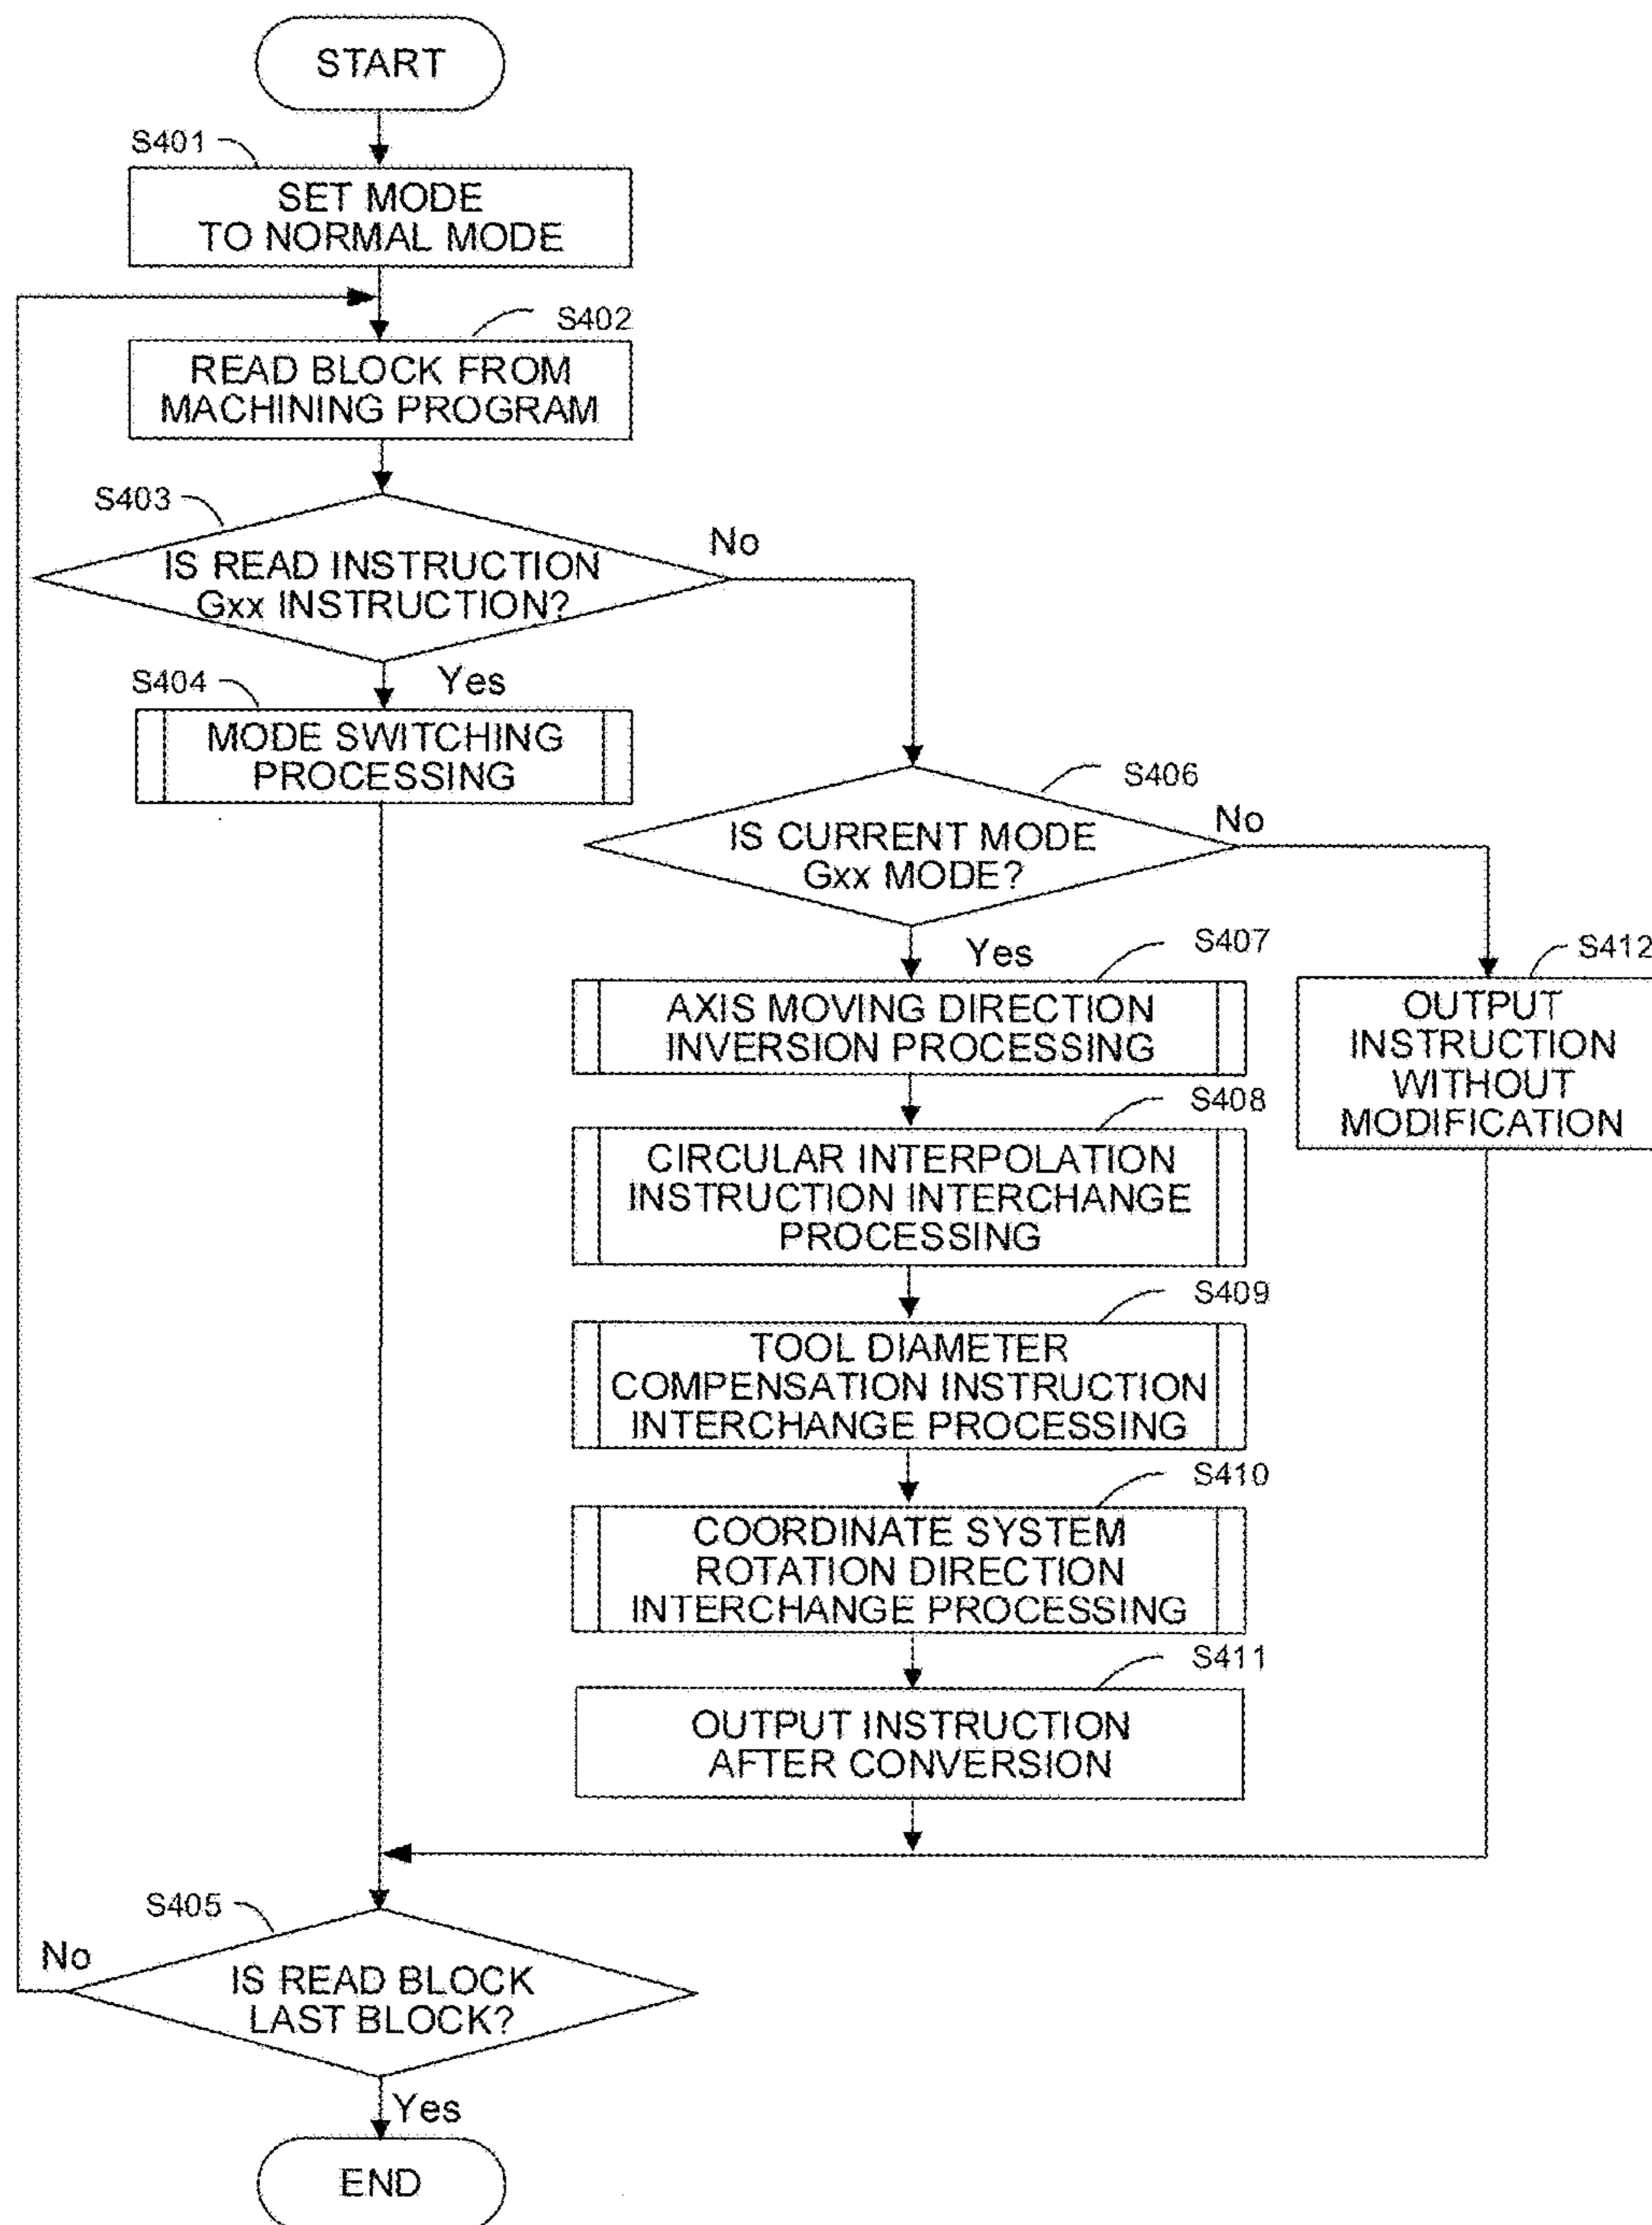 START
S401
SET MODE
TO NORMAL MODE
S402
READ BLOCK FROM
MACHINING PROGRAM
S403
IS READ INSTRUCTION
Gxx INSTRUCTION?
No
Yes
S404
MODE SWITCHING
PROCESSING
S406
IS CURRENT MODE
Gxx MODE?
No
Yes
S407
AXIS MOVING DIRECTION
INVERSION PROCESSING
S412
OUTPUT
INSTRUCTION
WITHOUT
MODIFICATION
S408
CIRCULAR INTERPOLATION
INSTRUCTION INTERCHANGE
PROCESSING
S409
TOOL DIAMETER
COMPENSATION INSTRUCTION
INTERCHANGE PROCESSING
S410
COORDINATE SYSTEM
ROTATION DIRECTION
INTERCHANGE PROCESSING
S411
OUTPUT INSTRUCTION
AFTER CONVERSION
S405
No
IS READ BLOCK
LAST BLOCK?
Yes
END